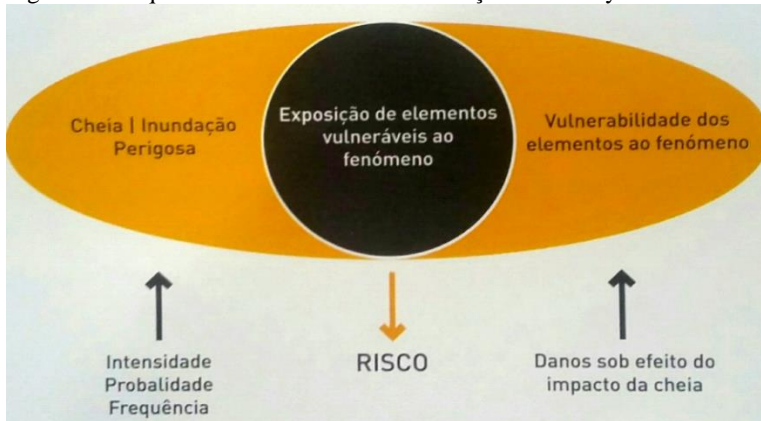 Cheia | Inundação
Perigosa
Exposição de elementos
vulneráveis ao
fenómeno
Vulnerabilidade dos
elementos ao fenómeno
Intensidade
Probalidade
Frequência
RISCO
Danos sob efeito do
impacto da cheia